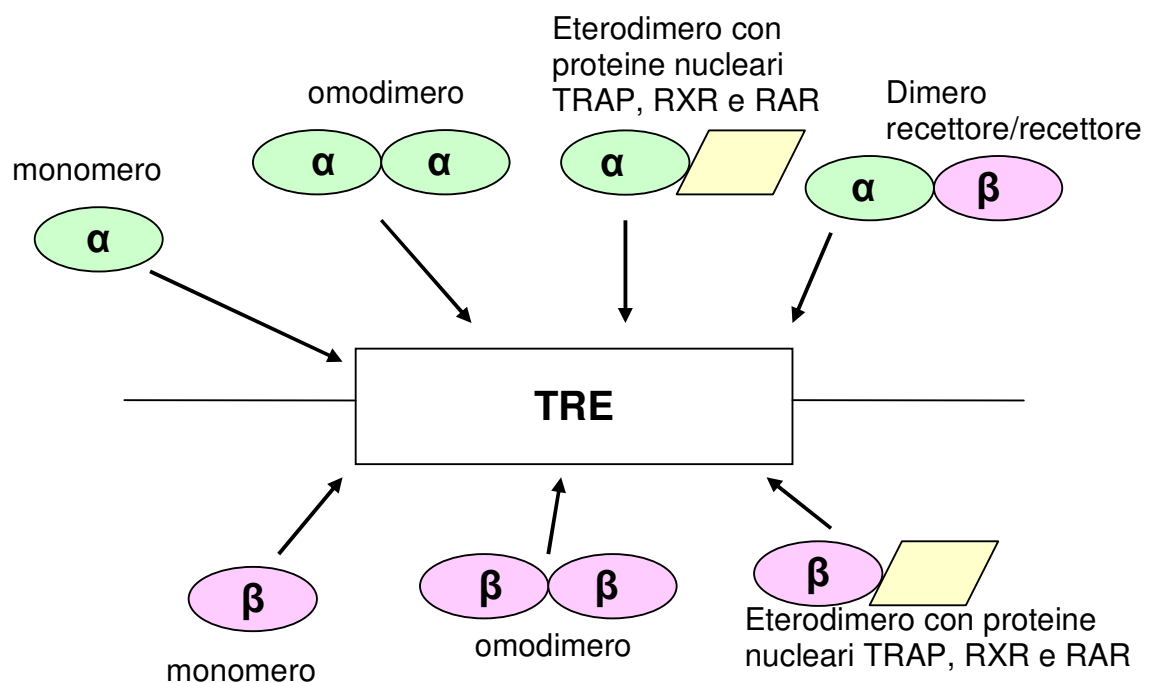 Eterodimero con
proteine nucleari
TRAP, RXR e RAR
omodimero
Dimero
recettore/recettore
monomero
α
α α
α
α β
TRE
β
β β
β
monomero
omodimero
Eterodimero con proteine
nucleari TRAP, RXR e RAR